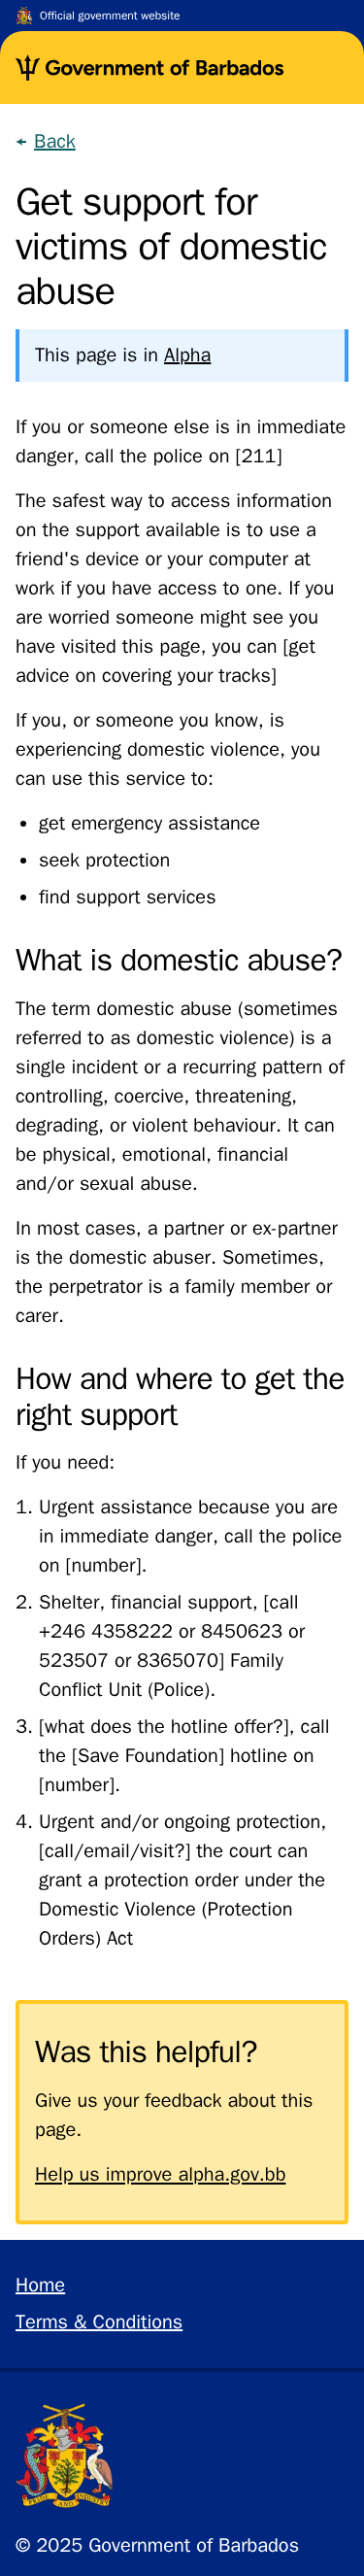 Official government website
Government of Barbados
← Back
Get support for
victims of domestic
abuse
This page is in Alpha
If you or someone else is in immediate
danger, call the police on [211]
The safest way to access information
on the support available is to use a
friend's device or your computer at
work if you have access to one. If you
are worried someone might see you
have visited this page, you can [get
advice on covering your tracks]
If you, or someone you know, is
experiencing domestic violence, you
can use this service to:
• get emergency assistance
• seek protection
• find support services
What is domestic abuse?
The term domestic abuse (sometimes
referred to as domestic violence) is a
single incident or a recurring pattern of
controlling, coercive, threatening,
degrading, or violent behaviour. It can
be physical, emotional, financial
and/or sexual abuse.
In most cases, a partner or ex-partner
is the domestic abuser. Sometimes,
the perpetrator is a family member or
carer.
How and where to get the
right support
If you need:
1. Urgent assistance because you are
in immediate danger, call the police
on [number].
2. Shelter, financial support, [call
+246 4358222 or 8450623 or
523507 or 8365070] Family
Conflict Unit (Police).
3. [what does the hotline offer?], call
the [Save Foundation] hotline on
[number].
4. Urgent and/or ongoing protection,
[call/email/visit?] the court can
grant a protection order under the
Domestic Violence (Protection
Orders) Act
Was this helpful?
Give us your feedback about this
page.
Help us improve alpha.gov.bb
Home
Terms & Conditions
PRIDE AND INDUSTRY
© 2025 Government of Barbados